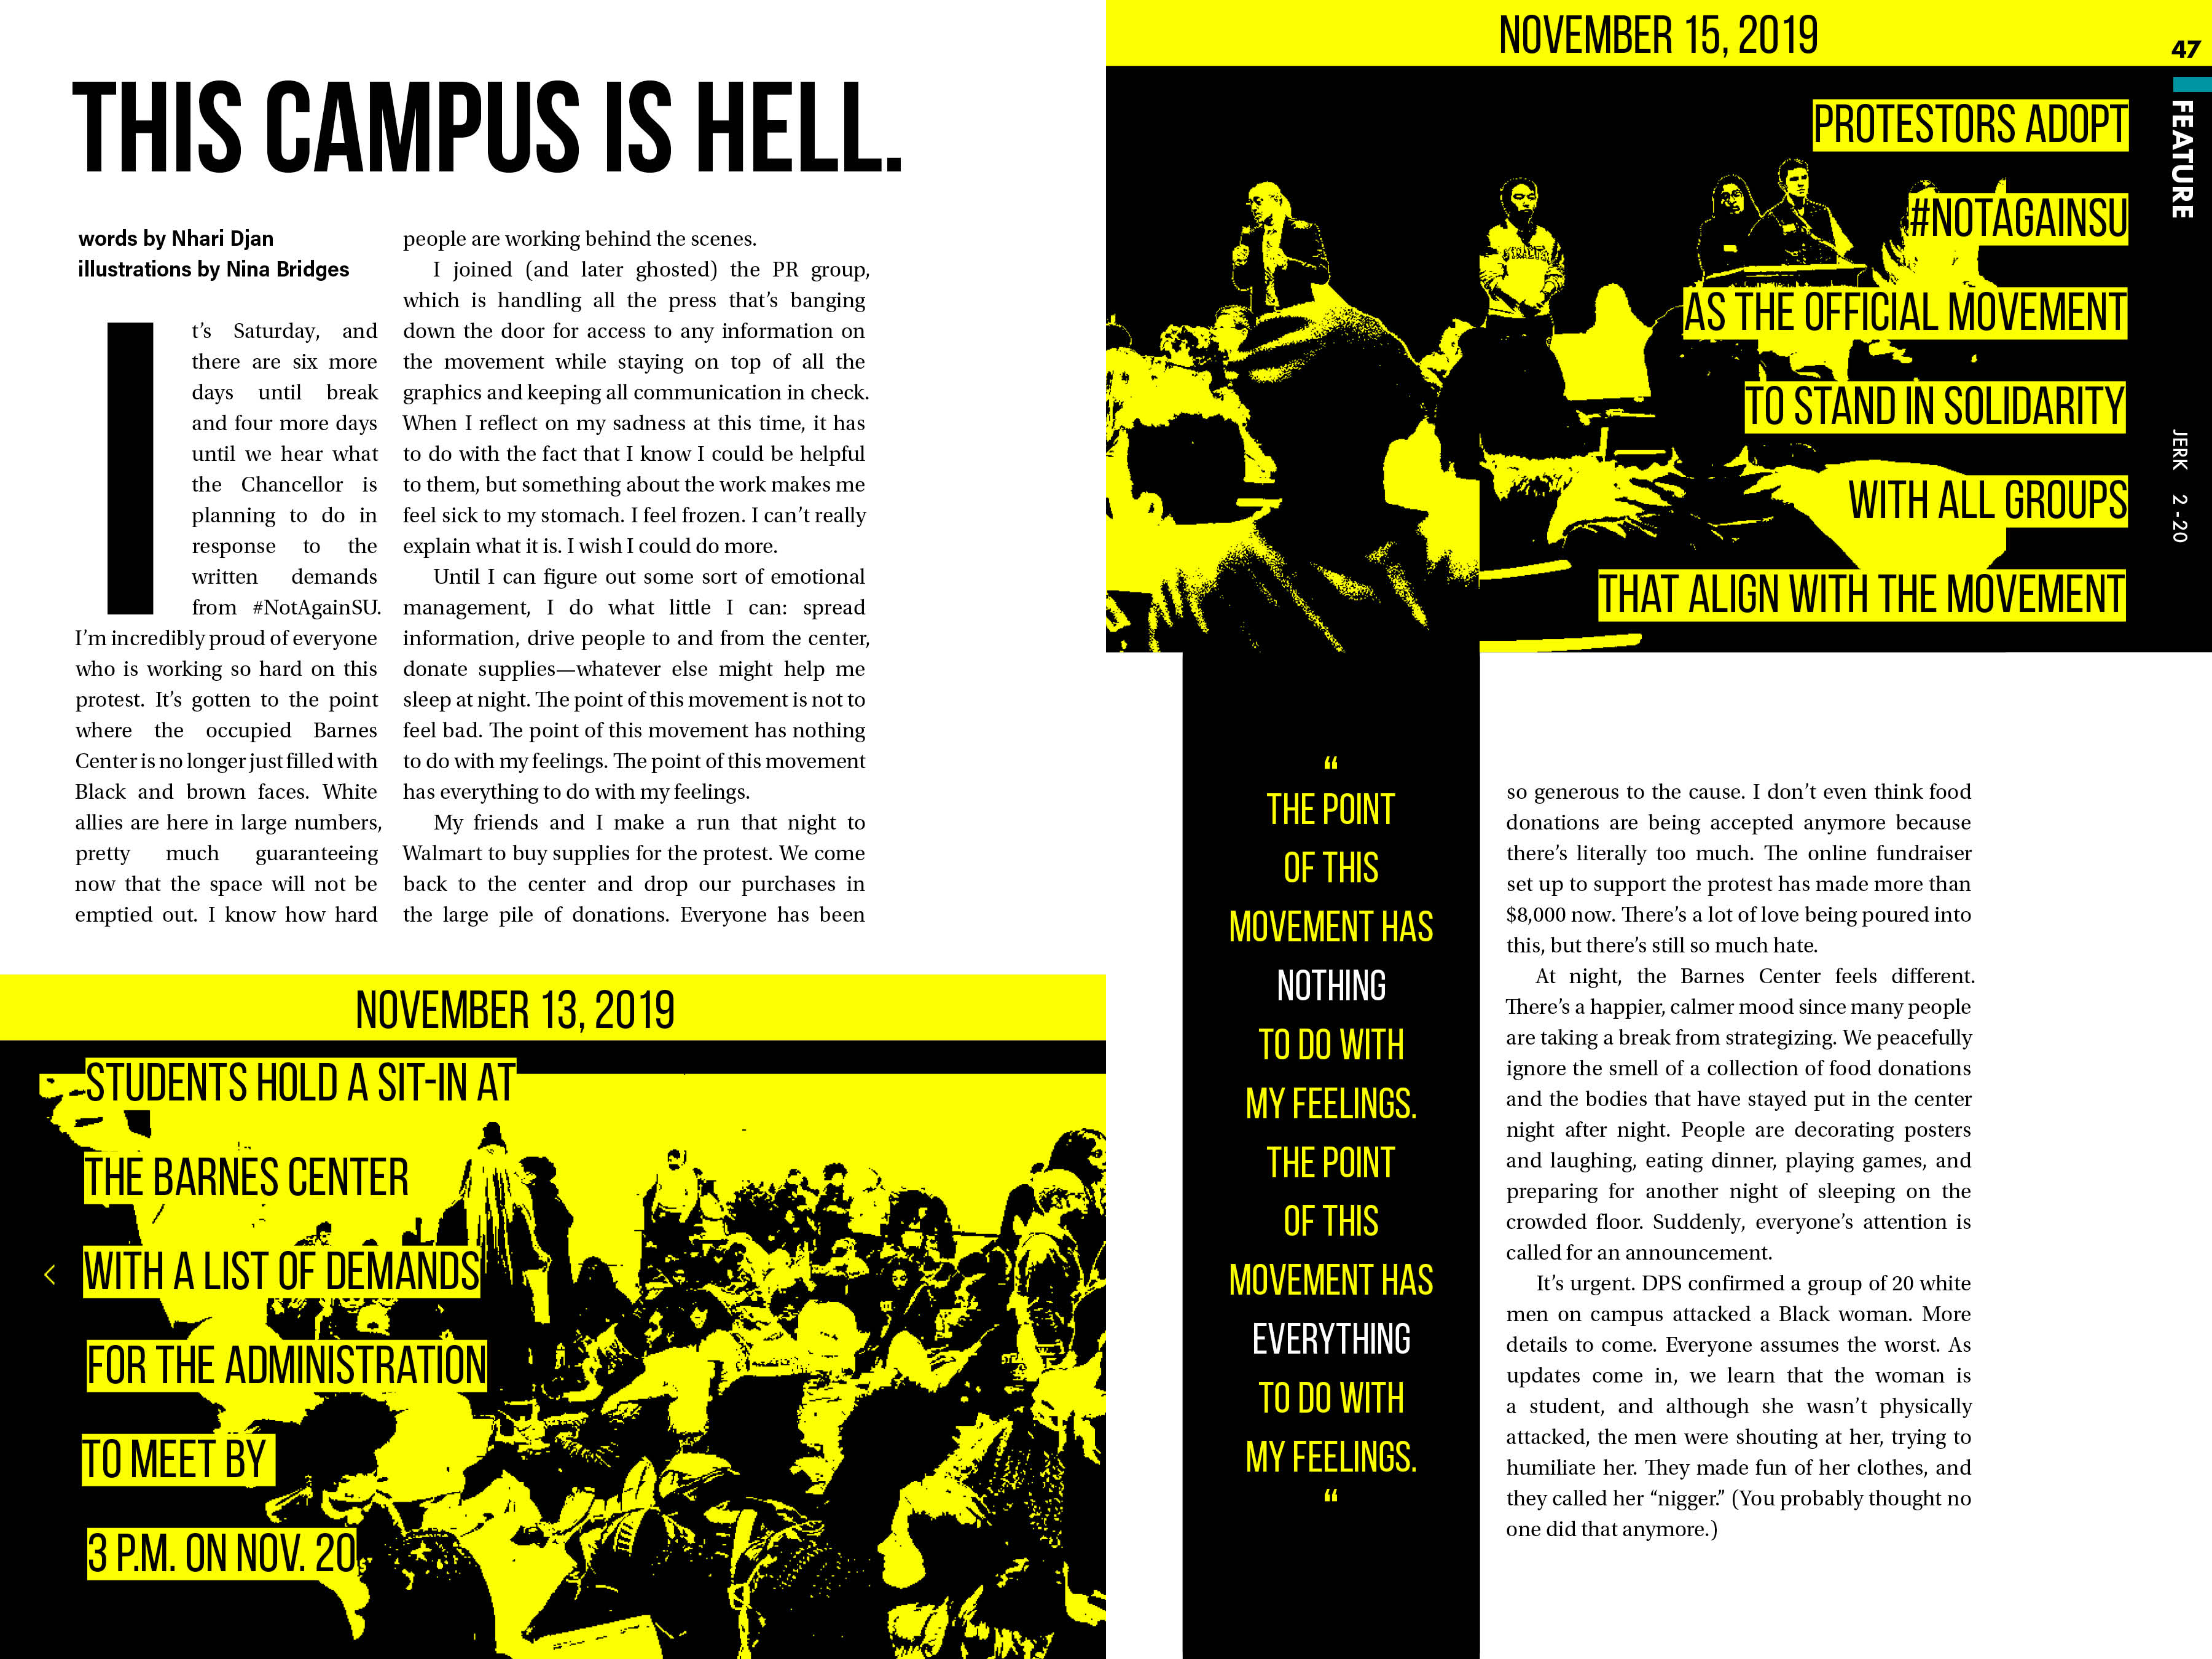 THIS CAMPUS IS HELL.
words by Nhari Djan
illustrations by Nina Bridges
It’s Saturday, and
there are six more
days until break
and four more days
until we hear what
the Chancellor is
planning to do in
response to the
written demands
from #NotAgainSU.
I’m incredibly proud of everyone
who is working so hard on this
protest. It’s gotten to the point
where the occupied Barnes
Center is no longer just filled with
Black and brown faces. White
allies are here in large numbers,
pretty much guaranteeing
now that the space will not be
emptied out. I know how hard
people are working behind the scenes.
I joined (and later ghosted) the PR group,
which is handling all the press that’s banging
down the door for access to any information on
the movement while staying on top of all the
graphics and keeping all communication in check.
When I reflect on my sadness at this time, it has
to do with the fact that I know I could be helpful
to them, but something about the work makes me
feel sick to my stomach. I feel frozen. I can’t really
explain what it is. I wish I could do more.
Until I can figure out some sort of emotional
management, I do what little I can: spread
information, drive people to and from the center,
donate supplies—whatever else might help me
sleep at night. The point of this movement is not to
feel bad. The point of this movement has nothing
to do with my feelings. The point of this movement
has everything to do with my feelings.
My friends and I make a run that night to
Walmart to buy supplies for the protest. We come
back to the center and drop our purchases in
the large pile of donations. Everyone has been
NOVEMBER 13, 2019
STUDENTS HOLD A SIT-IN AT
THE BARNES CENTER
WITH A LIST OF DEMANDS
FOR THE ADMINISTRATION
TO MEET BY
3 P.M. ON NOV. 20
NOVEMBER 15, 2019
PROTESTORS ADOPT
#NOTAGAINSU
AS THE OFFICIAL MOVEMENT
TO STAND IN SOLIDARITY
WITH ALL GROUPS
THAT ALIGN WITH THE MOVEMENT
“
THE POINT
OF THIS
MOVEMENT HAS
NOTHING
TO DO WITH
MY FEELINGS.
THE POINT
OF THIS
MOVEMENT HAS
EVERYTHING
TO DO WITH
MY FEELINGS.
“
so generous to the cause. I don’t even think food
donations are being accepted anymore because
there’s literally too much. The online fundraiser
set up to support the protest has made more than
$8,000 now. There’s a lot of love being poured into
this, but there’s still so much hate.
At night, the Barnes Center feels different.
There’s a happier, calmer mood since many people
are taking a break from strategizing. We peacefully
ignore the smell of a collection of food donations
and the bodies that have stayed put in the center
night after night. People are decorating posters
and laughing, eating dinner, playing games, and
preparing for another night of sleeping on the
crowded floor. Suddenly, everyone’s attention is
called for an announcement.
It’s urgent. DPS confirmed a group of 20 white
men on campus attacked a Black woman. More
details to come. Everyone assumes the worst. As
updates come in, we learn that the woman is
a student, and although she wasn’t physically
attacked, the men were shouting at her, trying to
humiliate her. They made fun of her clothes, and
they called her “nigger.” (You probably thought no
one did that anymore.)
47
FEATURE
JERK 2-20